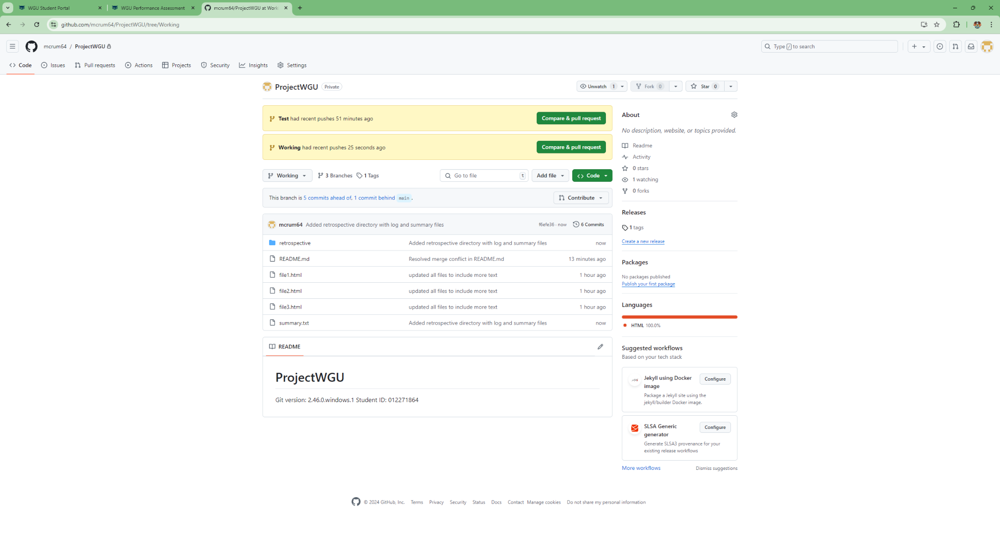 WGU Student Portal
WGU Performance Assessment
mcrum64/ProjectWGU at Work
github.com/mcrum64/ProjectWGU/tree/Working
mcrum64 / ProjectWGU
Type / to search
Code
Issues
Pull requests
Actions
Projects
Security
Insights
Settings
ProjectWGU Private
Unwatch 1
Fork 0
Star 0
Test had recent pushes 51 minutes ago
Compare & pull request
Working had recent pushes 25 seconds ago
Compare & pull request
Working
3 Branches
1 Tags
Go to file t
Add file
Code
This branch is 5 commits ahead of, 1 commit behind main.
Contribute
mcrum64 Added retrospective directory with log and summary files
f6efe36 · now
6 Commits
retrospective Added retrospective directory with log and summary files now
README.md Resolved merge conflict in README.md 13 minutes ago
file1.html updated all files to include more text 1 hour ago
file2.html updated all files to include more text 1 hour ago
file3.html updated all files to include more text 1 hour ago
summary.txt Added retrospective directory with log and summary files now
README
ProjectWGU
Git version: 2.46.0.windows.1 Student ID: 012271864
About
No description, website, or topics provided.
Readme
Activity
0 stars
1 watching
0 forks
Releases
1 tags
Create a new release
Packages
No packages published
Publish your first package
Languages
HTML 100.0%
Suggested workflows
Based on your tech stack
Jekyll using Docker
image
Configure
Package a Jekyll site using the
jekyll/builder Docker image.
SLSA Generic
generator
Configure
Generate SLSA3 provenance for your
existing release workflows
More workflows
Dismiss suggestions
© 2024 GitHub, Inc. Terms Privacy Security Status Docs Contact Manage cookies Do not share my personal information